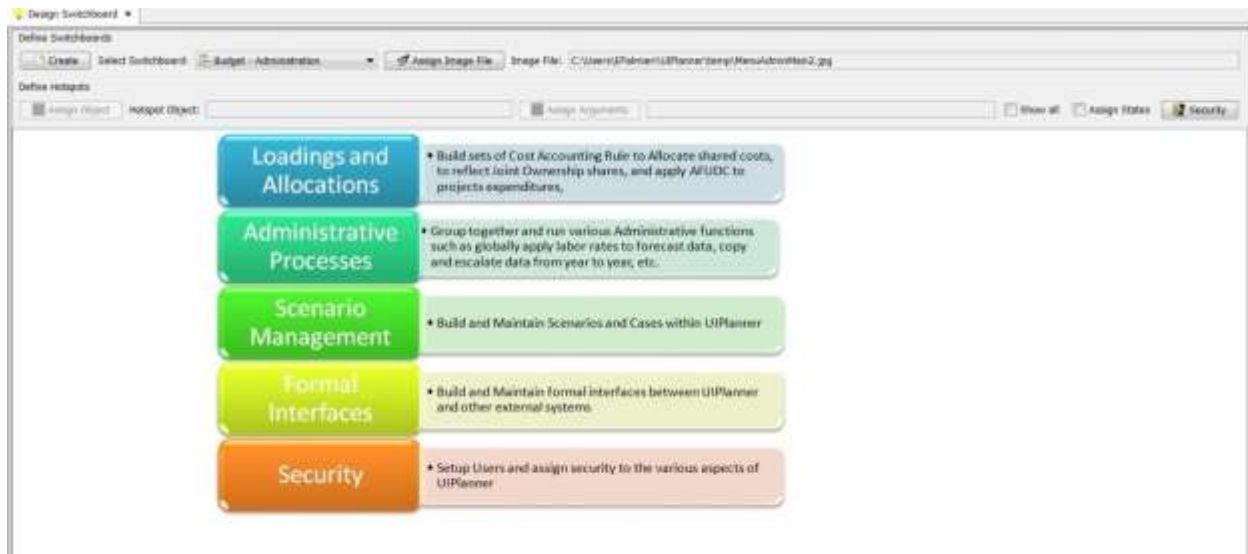 Design Switchboard
Define Switchboards
Create Select Switchboard: Budget - Administration Assign Image File Image File:
Define Hotspots
Assign Object Hotspot Object: Assign Arguments Show all Assign States Security
Loadings and
Allocations
• Build sets of Cost Accounting Rule to Allocate shared costs,
to reflect Joint Ownership shares, and apply AFUDC to
projects expenditures,
Administrative
Processes
• Group together and run various Administrative functions
such as globally apply labor rates to forecast data, copy
and escalate data from year to year, etc.
Scenario
Management
• Build and Maintain Scenarios and Cases within UIPlanner
Formal
Interfaces
• Build and Maintain formal interfaces between UIPlanner
and other external systems
Security
• Setup Users and assign security to the various aspects of
UIPlanner